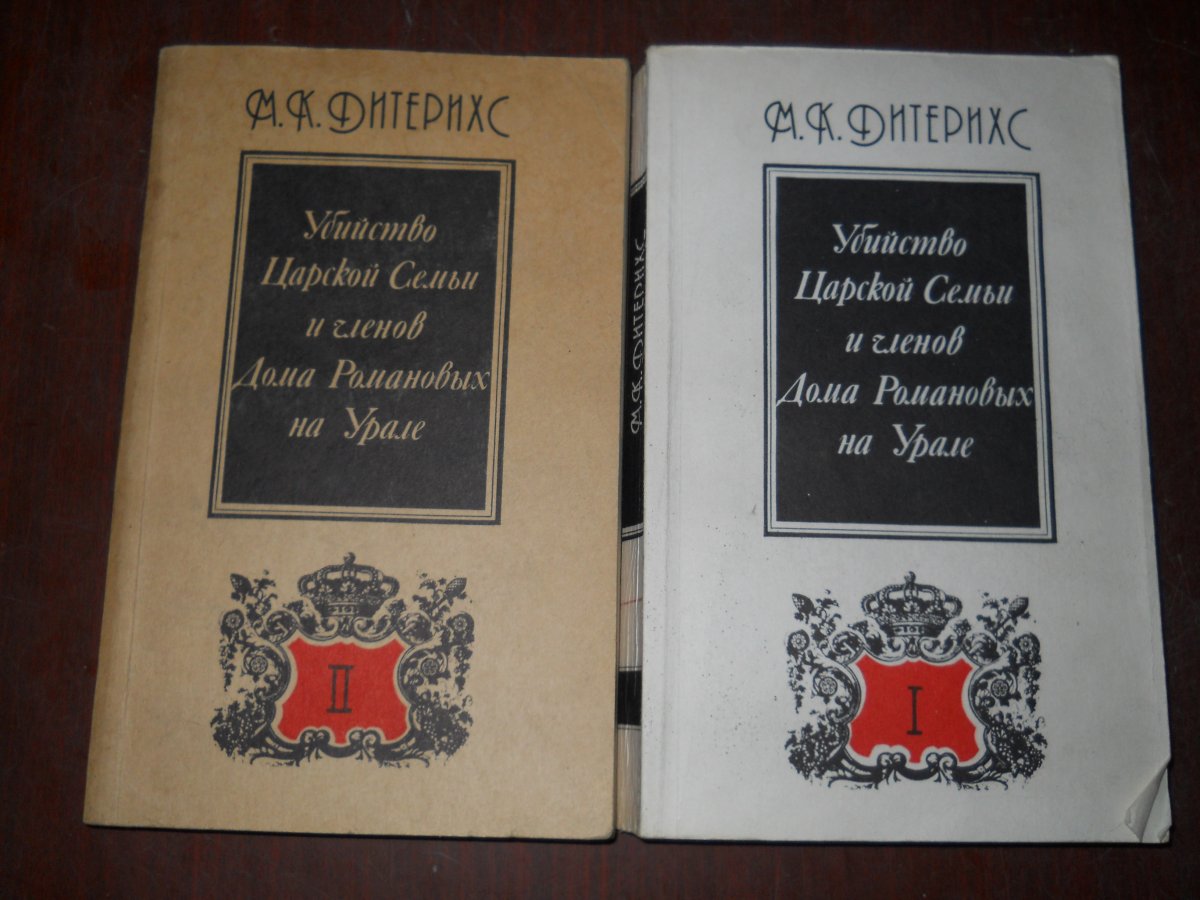 М.К. Дитерихс
Убийство
Царской Семьи
и членов
Дома Романовых
на Урале
II
М.К. Дитерихс
М.К. Дитерихс
Убийство
Царской Семьи
и членов
Дома Романовых
на Урале
I